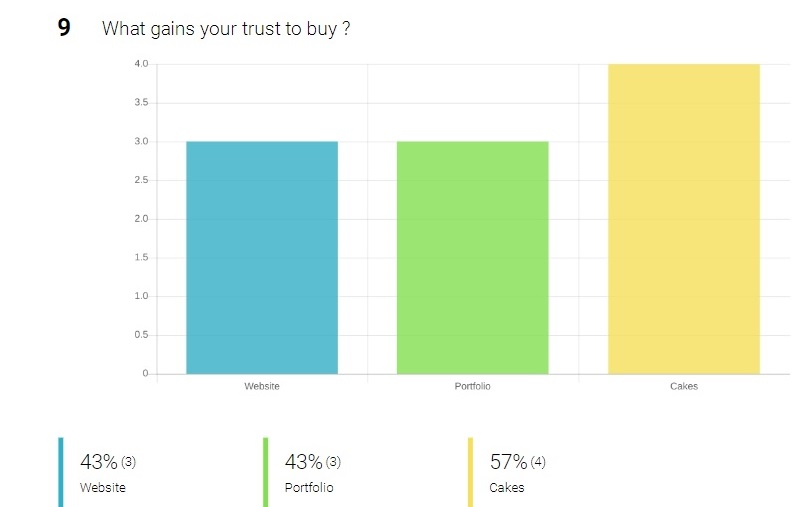 9 What gains your trust to buy ?
4.0
3.5
3.0
2.5
2.0
1.5
1.0
0.5
0
Website Portfolio Cakes
43% (3) 43% (3) 57% (4)
Website Portfolio Cakes